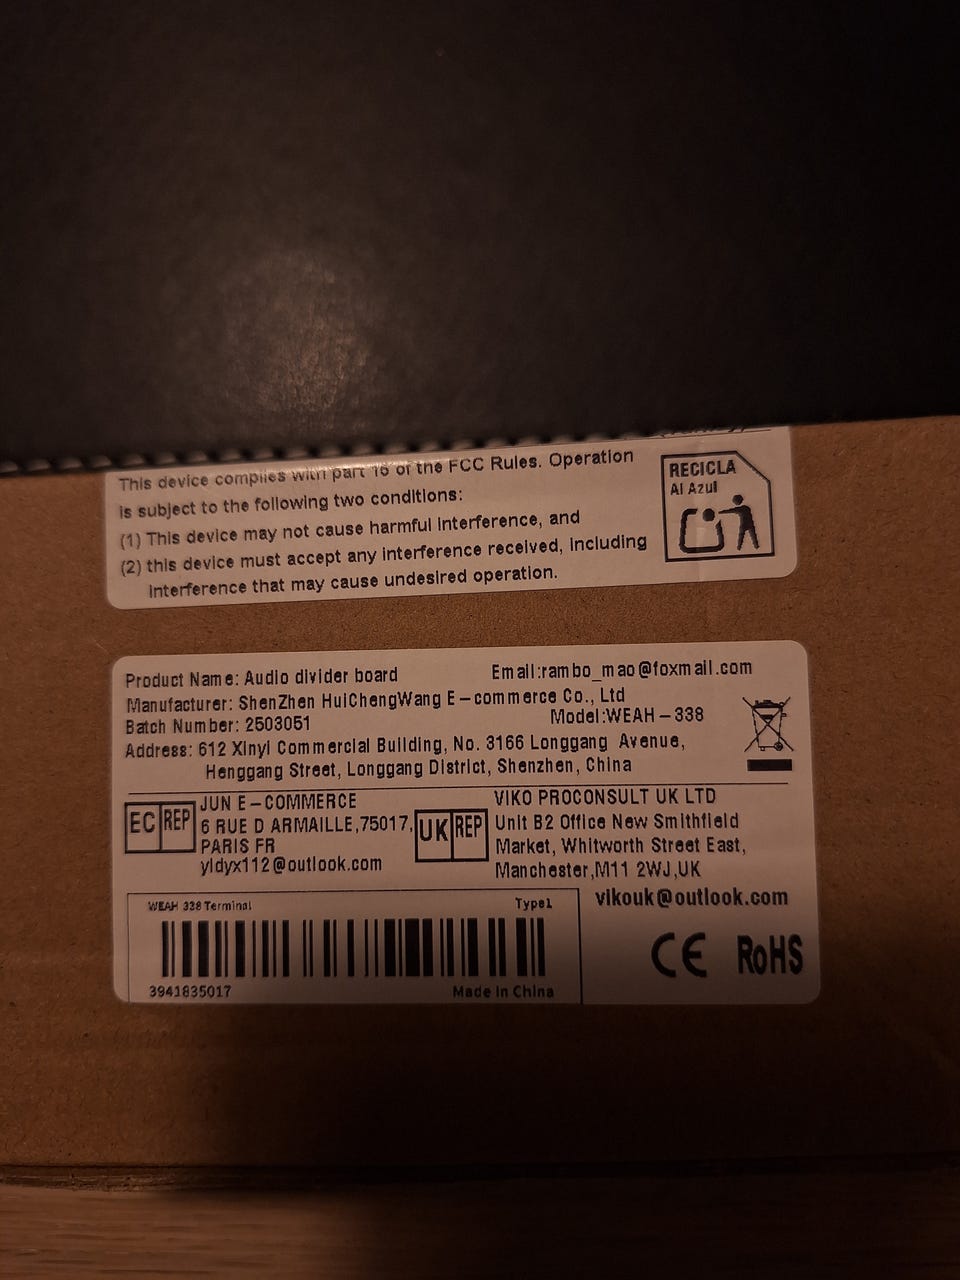 This device complies with part 15 of the FCC Rules. Operation
is subject to the following two conditions:
(1) This device may not cause harmful interference, and
(2) this device must accept any interference received, including
interference that may cause undesired operation.
RECICLA
Al Azul
Product Name: Audio divider board
Email:rambo_mao@foxmail.com
Manufacturer: ShenZhen HuiChengWang E-commerce Co., Ltd
Batch Number: 2503051
Model:WEAH-338
Address: 612 Xinyi Commercial Building, No. 3166 Longgang Avenue,
Henggang Street, Longgang District, Shenzhen, China
EC REP
JUN E-COMMERCE
6 RUE D ARMAILLE,75017,
PARIS FR
yldyx112@outlook.com
UK REP
VIKO PROCONSULT UK LTD
Unit B2 Office New Smithfield
Market, Whitworth Street East,
Manchester,M11 2WJ,UK
vikouk@outlook.com
WEAH 338 Terminal
Type1
3941835017
Made in China
CE RoHS